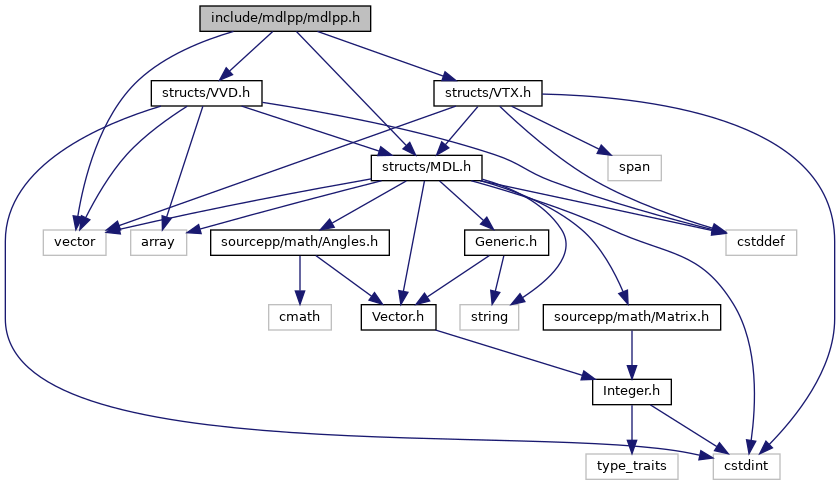 include/mdlpp/mdlpp.h
structs/VVD.h
structs/VTX.h
structs/MDL.h
span
vector
array
sourcepp/math/Angles.h
Generic.h
cstddef
cmath
Vector.h
string
sourcepp/math/Matrix.h
Integer.h
type_traits
cstdint